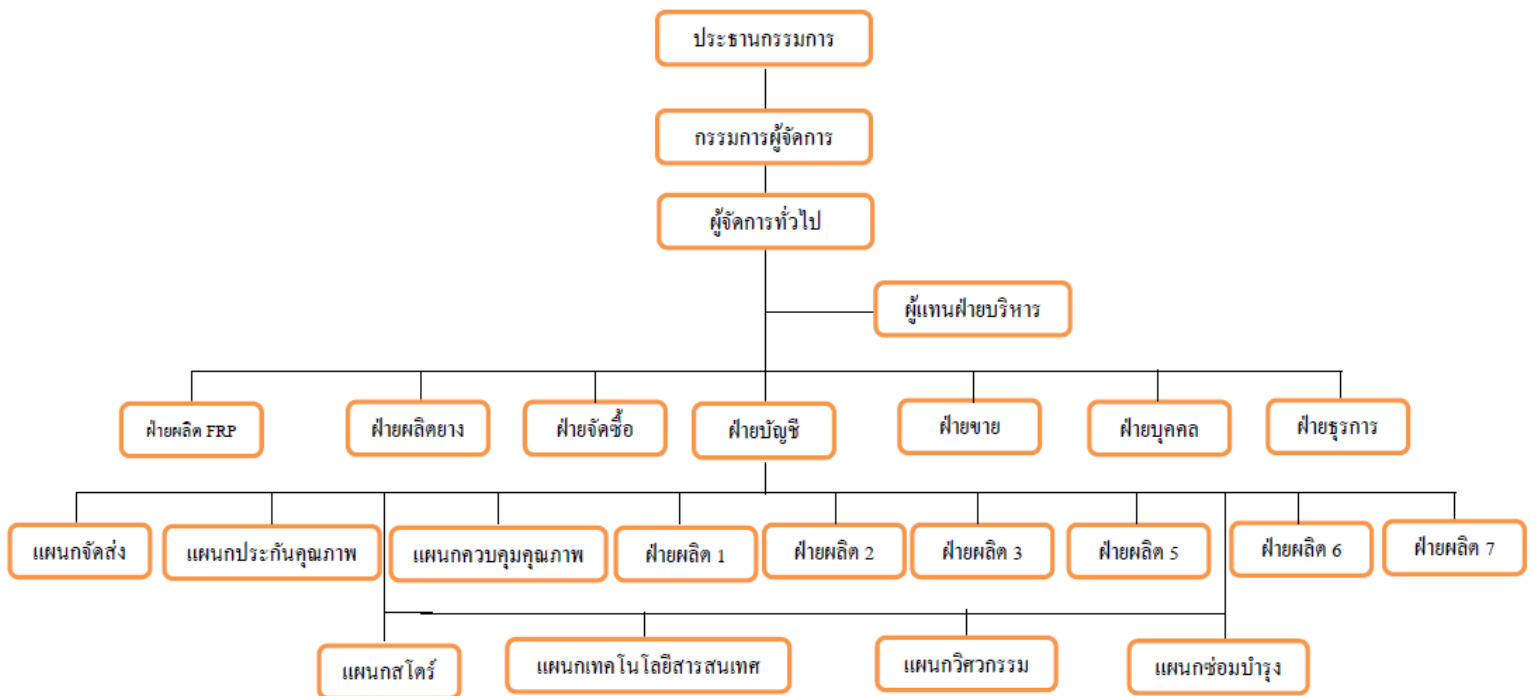 ประธานกรรมการ
กรรมการผู้จัดการ
ผู้จัดการทั่วไป
ผู้แทนฝ่ายบริหาร
ฝ่ายผลิต FRP
ฝ่ายผลิตยาง
ฝ่ายจัดซื้อ
ฝ่ายบัญชี
ฝ่ายขาย
ฝ่ายบุคคล
ฝ่ายธุรการ
แผนกจัดส่ง
แผนกประกันคุณภาพ
แผนกควบคุมคุณภาพ
ฝ่ายผลิต 1
ฝ่ายผลิต 2
ฝ่ายผลิต 3
ฝ่ายผลิต 5
ฝ่ายผลิต 6
ฝ่ายผลิต 7
แผนกสโตร์
แผนกเทคโนโลยีสารสนเทศ
แผนกวิศวกรรม
แผนกซ่อมบำรุง